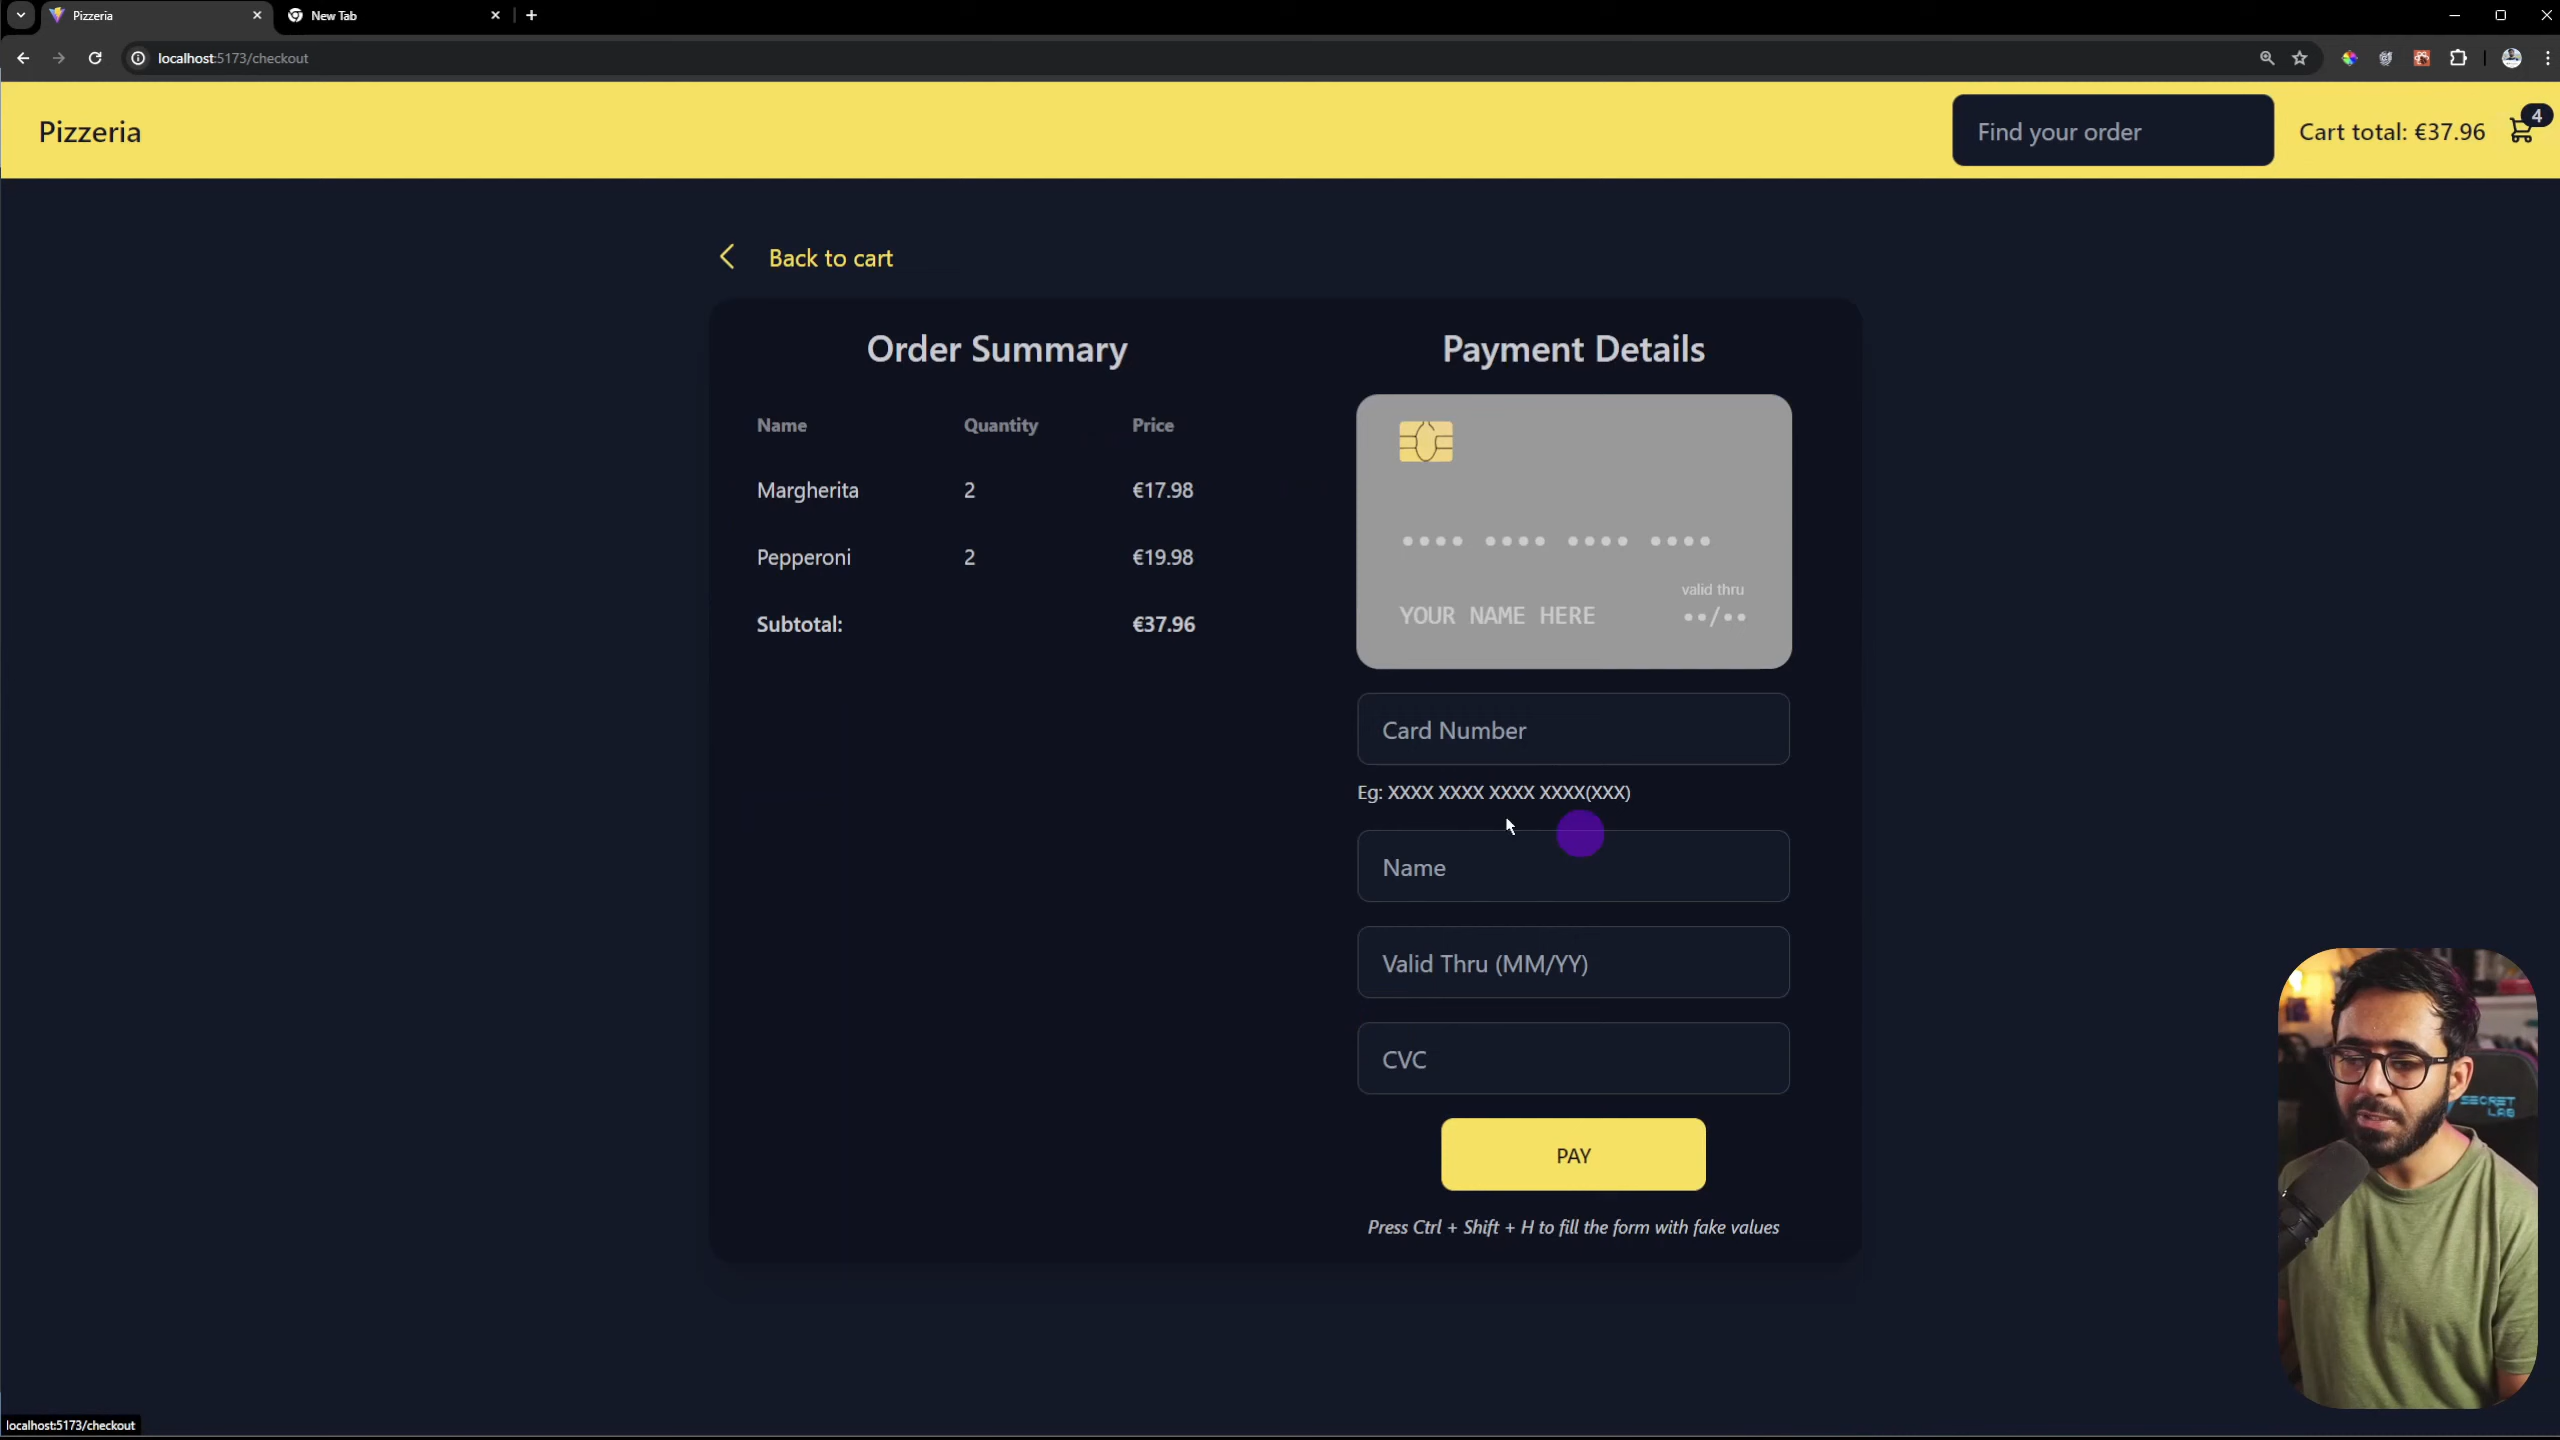 Pizzeria
New Tab
localhost:5173/checkout
Pizzeria
Find your order
Cart total: €37.96
4
Back to cart
Order Summary
Name Quantity Price
Margherita 2 €17.98
Pepperoni 2 €19.98
Subtotal: €37.96
Payment Details
•••• •••• •••• ••••
valid thru
YOUR NAME HERE ••/••
Card Number
Eg: XXXX XXXX XXXX XXXX(XXX)
Name
Valid Thru (MM/YY)
CVC
PAY
Press Ctrl + Shift + H to fill the form with fake values
SECRET
LAB
localhost:5173/checkout